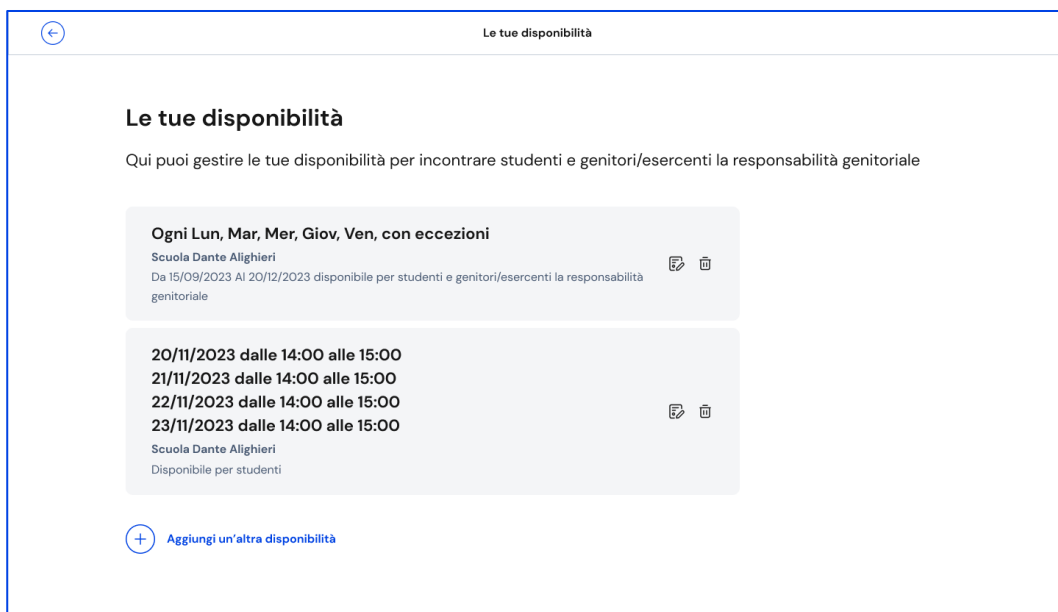 Le tue disponibilità
Le tue disponibilità
Qui puoi gestire le tue disponibilità per incontrare studenti e genitori/esercenti la responsabilità genitoriale
Ogni Lun, Mar, Mer, Giov, Ven, con eccezioni
Scuola Dante Alighieri
Da 15/09/2023 Al 20/12/2023 disponibile per studenti e genitori/esercenti la responsabilità
genitoriale
20/11/2023 dalle 14:00 alle 15:00
21/11/2023 dalle 14:00 alle 15:00
22/11/2023 dalle 14:00 alle 15:00
23/11/2023 dalle 14:00 alle 15:00
Scuola Dante Alighieri
Disponibile per studenti
Aggiungi un’altra disponibilità